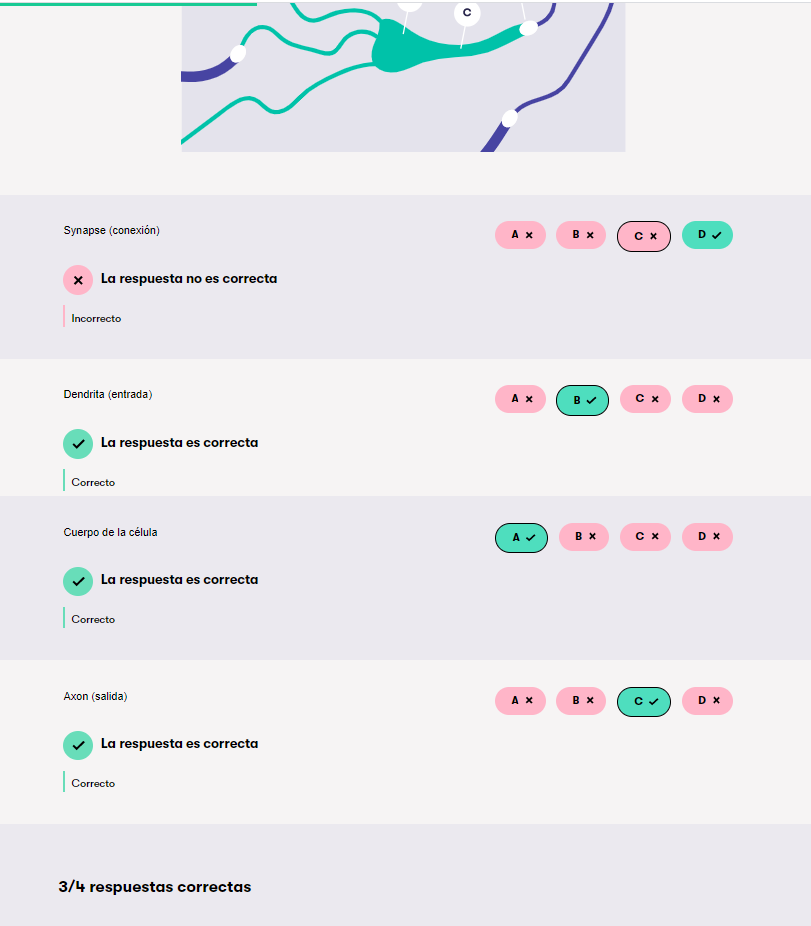 C
Synapse (conexión)
A B C D
La respuesta no es correcta
Incorrecto
Dendrita (entrada)
A B C D
La respuesta es correcta
Correcto
Cuerpo de la célula
A B C D
La respuesta es correcta
Correcto
Axon (salida)
A B C D
La respuesta es correcta
Correcto
3/4 respuestas correctas